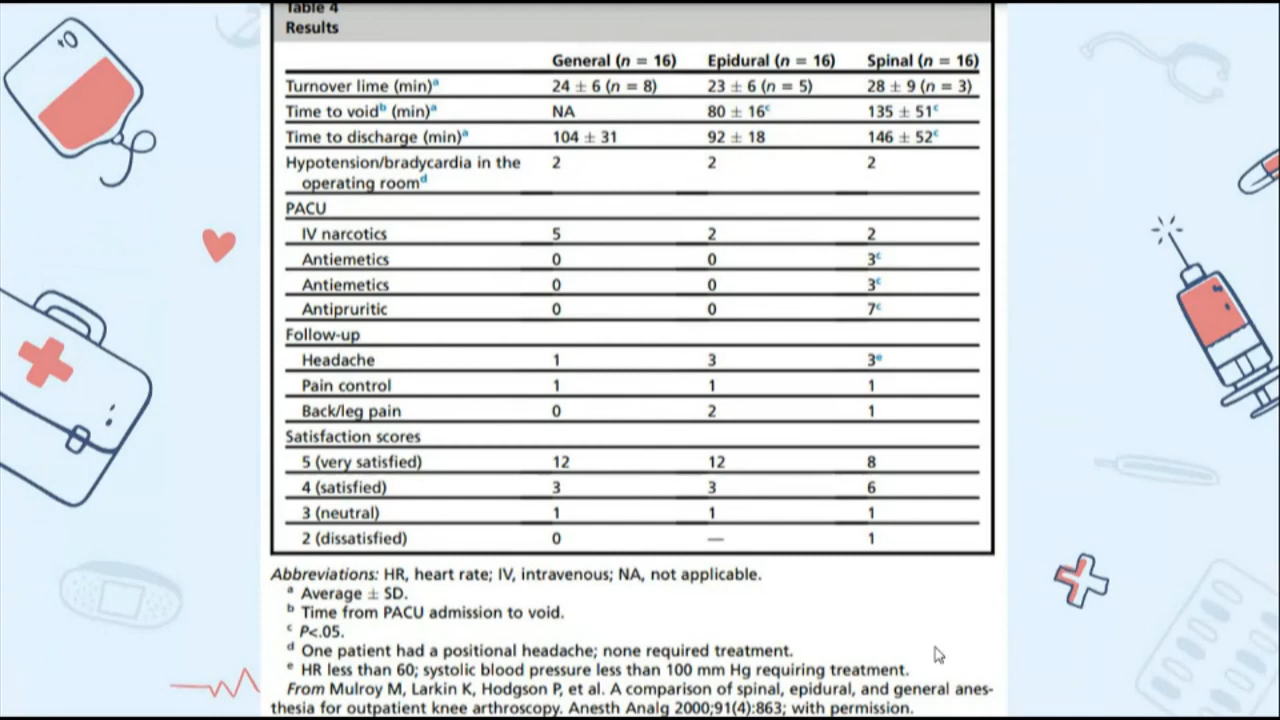 Table 4
Results
General (n = 16) Epidural (n = 16) Spinal (n = 16)
Turnover lime (min)a 24 ± 6 (n = 8) 23 ± 6 (n = 5) 28 ± 9 (n = 3)
Time to voidb (min)a NA 80 ± 16c 135 ± 51c
Time to discharge (min)a 104 ± 31 92 ± 18 146 ± 52c
Hypotension/bradycardia in the 2 2 2
operating roomd
PACU
IV narcotics 5 2 2
Antiemetics 0 0 3c
Antiemetics 0 0 3c
Antipruritic 0 0 7c
Follow-up
Headache 1 3 3e
Pain control 1 1 1
Back/leg pain 0 2 1
Satisfaction scores
5 (very satisfied) 12 12 8
4 (satisfied) 3 3 6
3 (neutral) 1 1 1
2 (dissatisfied) 0 — 1
Abbreviations: HR, heart rate; IV, intravenous; NA, not applicable.
a Average ± SD.
b Time from PACU admission to void.
c P<.05.
d One patient had a positional headache; none required treatment.
e HR less than 60; systolic blood pressure less than 100 mm Hg requiring treatment.
From Mulroy M, Larkin K, Hodgson P, et al. A comparison of spinal, epidural, and general anes-
thesia for outpatient knee arthroscopy. Anesth Analg 2000;91(4):863; with permission.